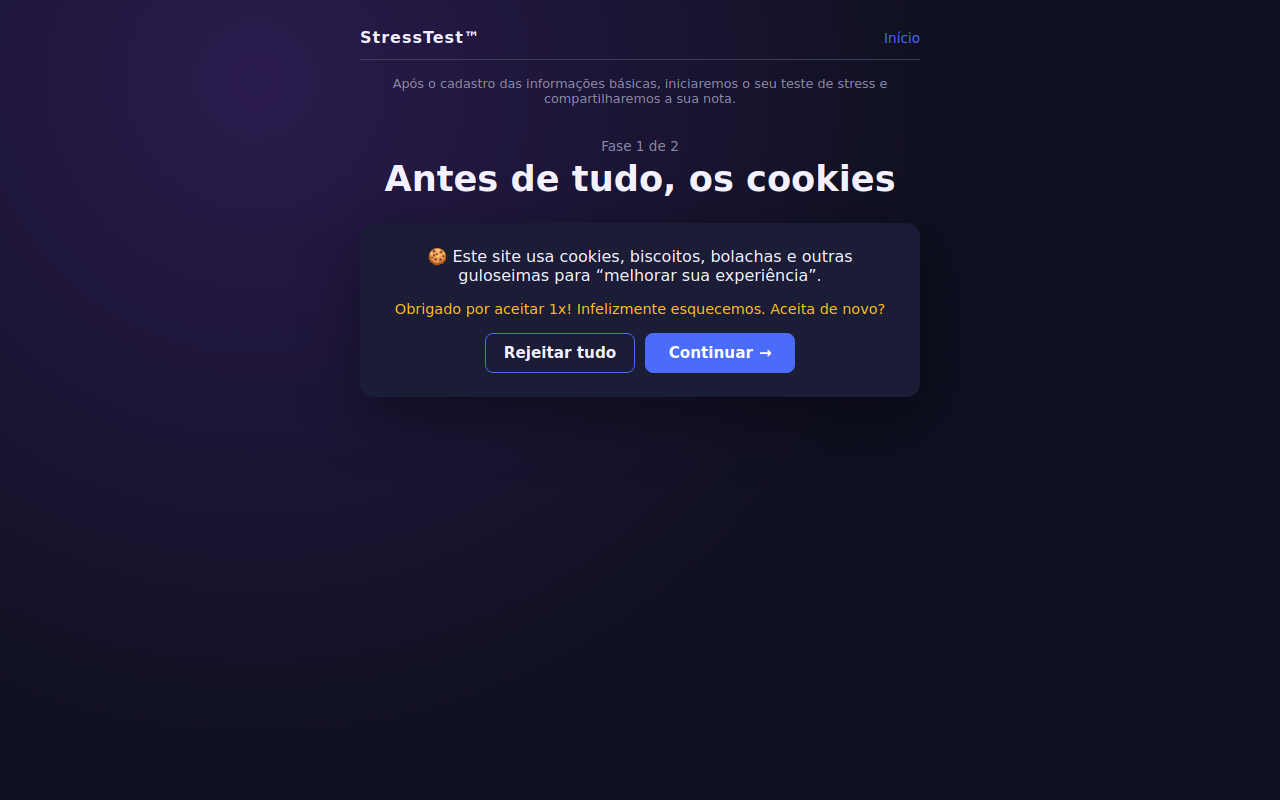 StressTest™
Início
Após o cadastro das informações básicas, iniciaremos o seu teste de stress e
compartilharemos a sua nota.
Fase 1 de 2
Antes de tudo, os cookies
🍪 Este site usa cookies, biscoitos, bolachas e outras
guloseimas para “melhorar sua experiência”.
Obrigado por aceitar 1x! Infelizmente esquecemos. Aceita de novo?
Rejeitar tudo
Continuar →